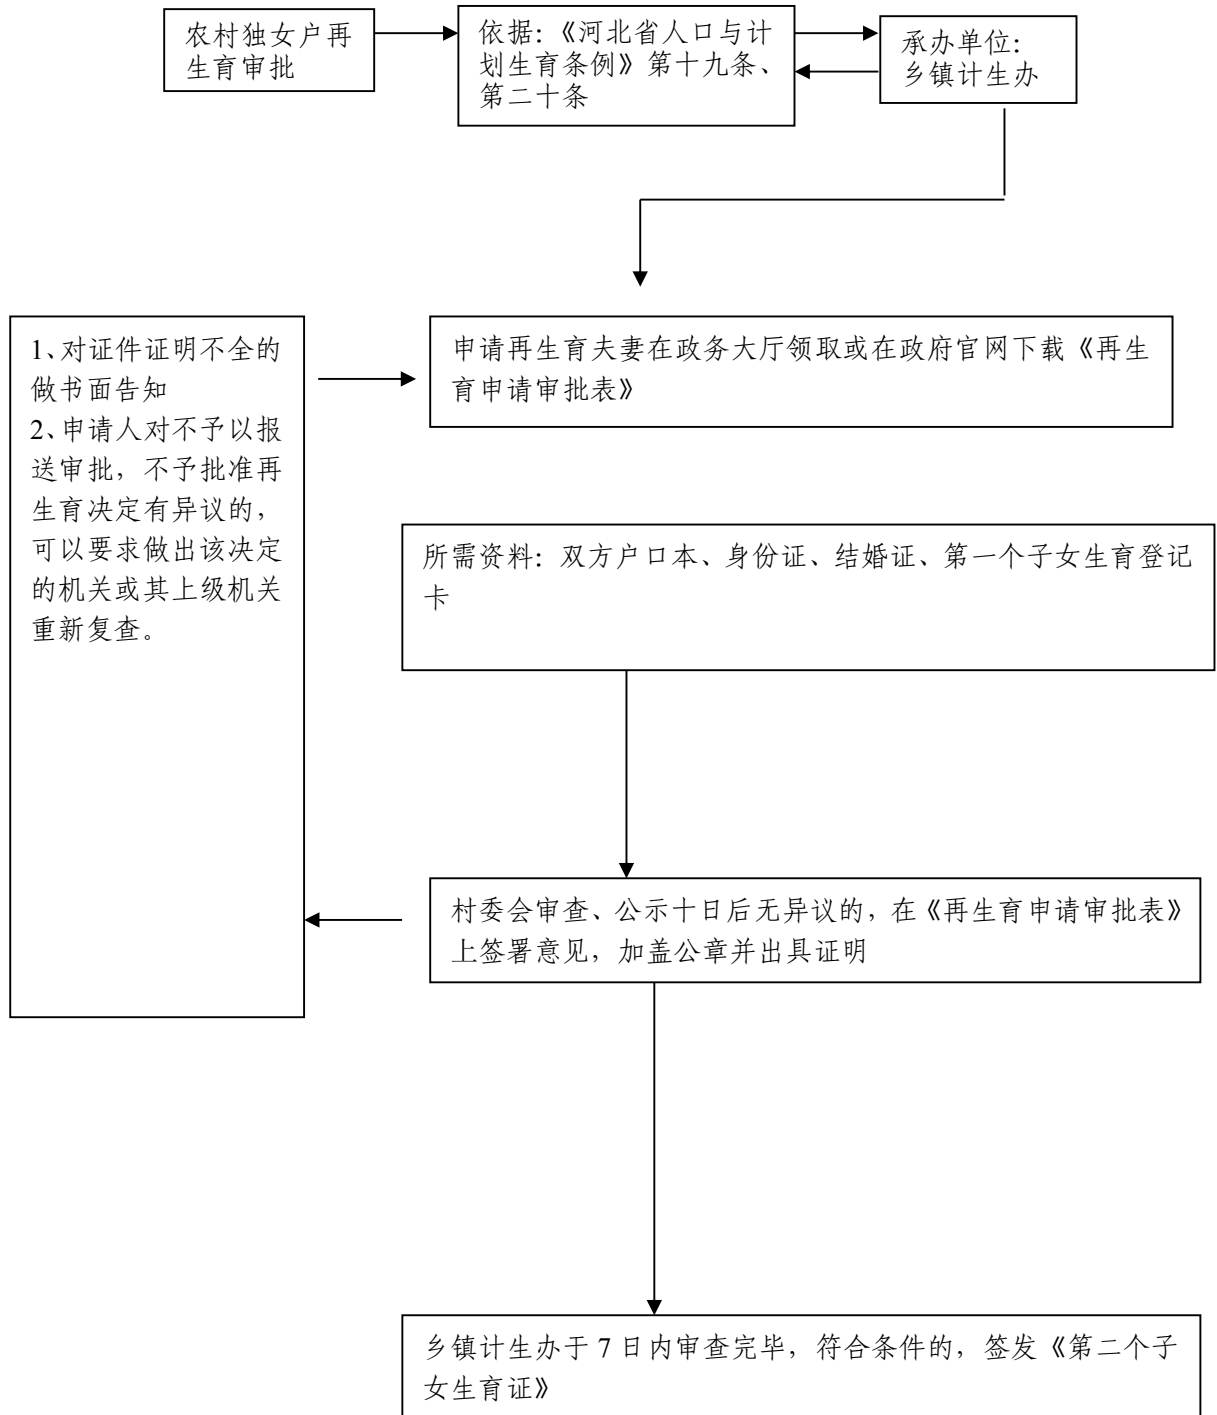 农村独女户再
生育审批
依据：《河北省人口与计
划生育条例》第十九条、
第二十条
承办单位：
乡镇计生办
1、对证件证明不全的
做书面告知
2、申请人对不予以报
送审批，不予批准再
生育决定有异议的，
可以要求做出该决定
的机关或其上级机关
重新复查。
申请再生育夫妻在政务大厅领取或在政府官网下载《再生
育申请审批表》
所需资料：双方户口本、身份证、结婚证、第一个子女生育登记
卡
村委会审查、公示十日后无异议的，在《再生育申请审批表》
上签署意见，加盖公章并出具证明
乡镇计生办于 7 日内审查完毕，符合条件的，签发《第二个子
女生育证》